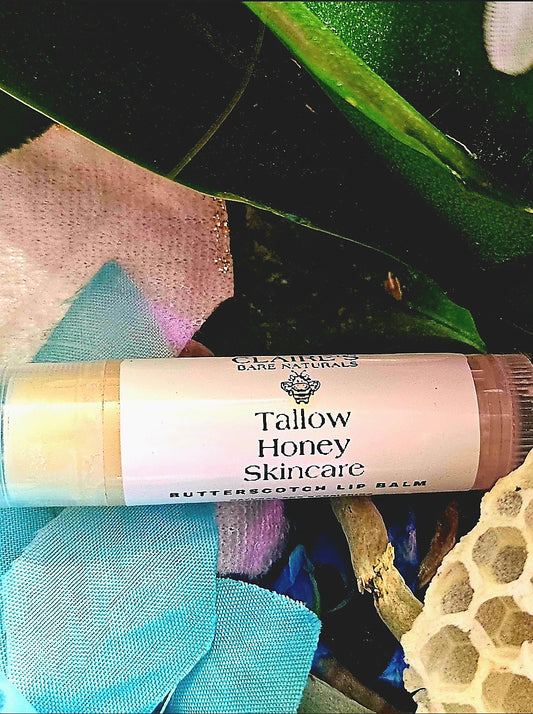 CLAIRE'S
BARE NATURALS
Tallow
Honey
Skincare
BUTTERSCOTCH LIP BALM